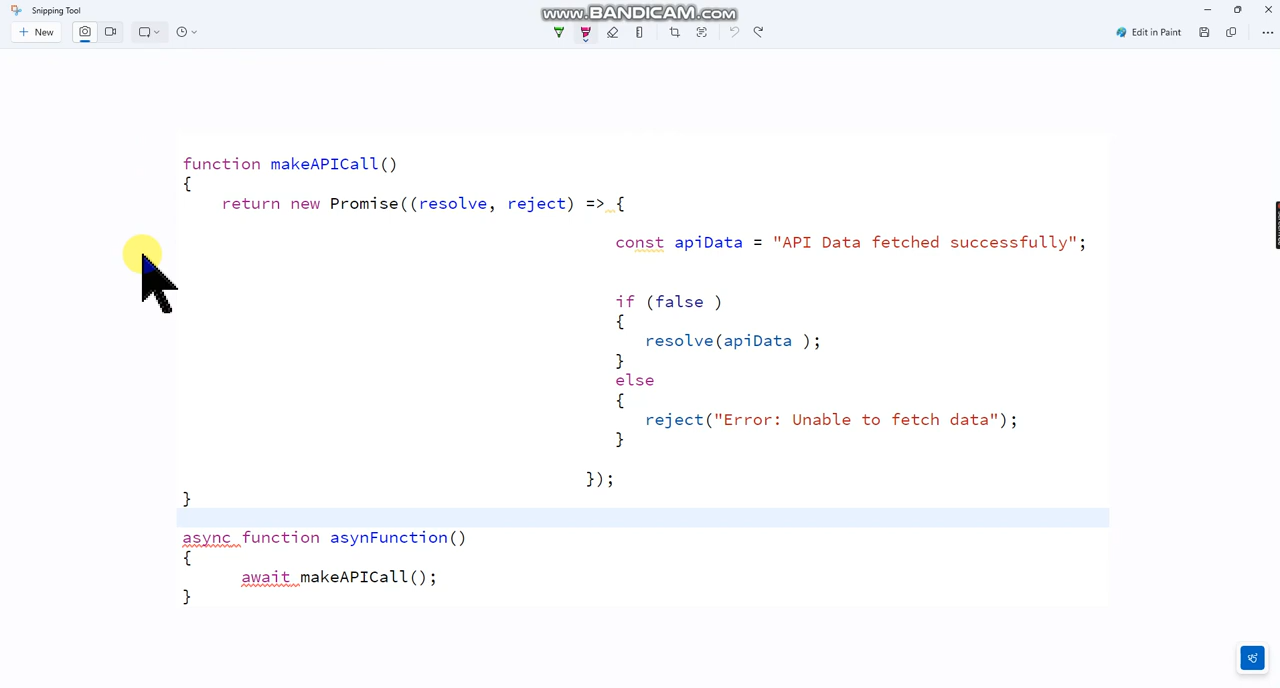 Snipping Tool
www.BANDICAM.com
New
Edit in Paint
function makeAPICall()
{
return new Promise((resolve, reject) => {
const apiData = "API Data fetched successfully";
if (false )
{
resolve(apiData );
}
else
{
reject("Error: Unable to fetch data");
}
});
}
async function asynFunction()
{
await makeAPICall();
}